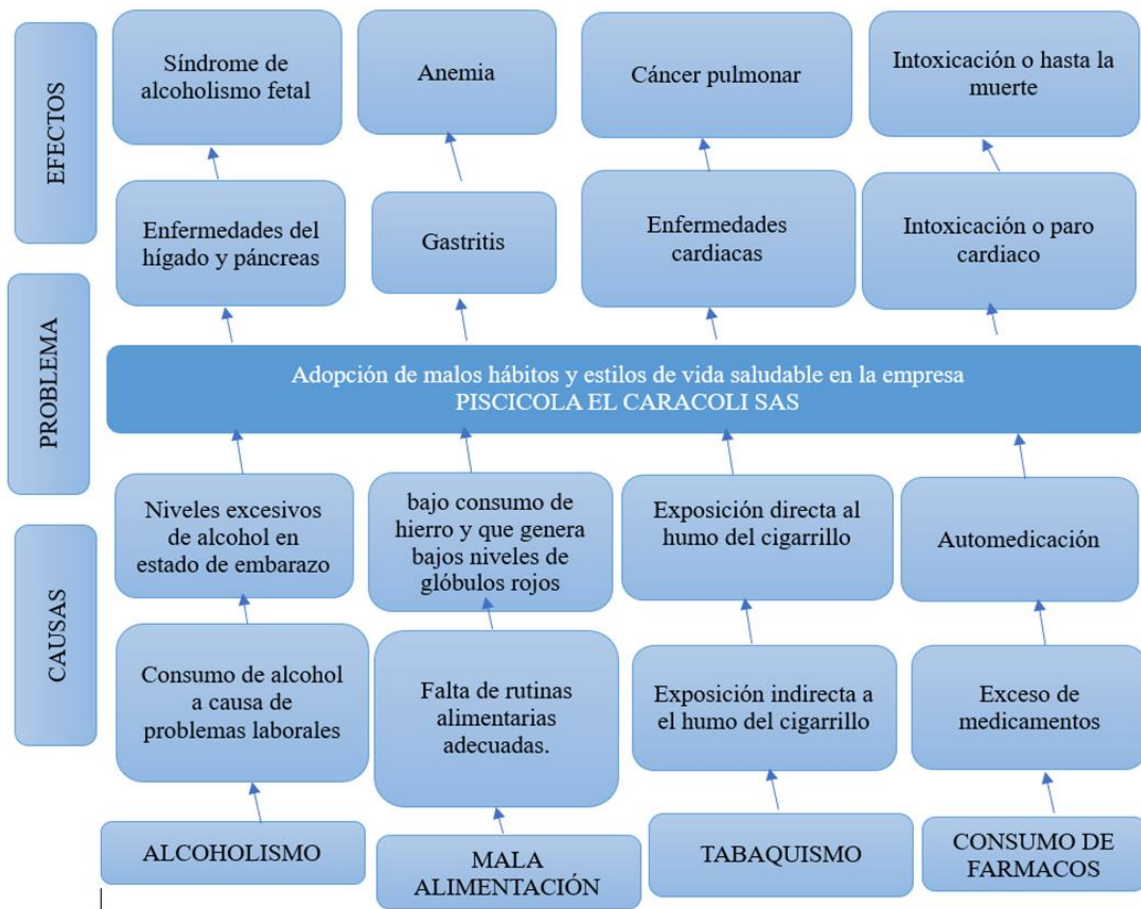 EFECTOS
Síndrome de
alcoholismo fetal
Anemia
Cáncer pulmonar
Intoxicación o hasta la
muerte
Enfermedades del
hígado y páncreas
Gastritis
Enfermedades
cardiacas
Intoxicación o paro
cardiaco
PROBLEMA
Adopción de malos hábitos y estilos de vida saludable en la empresa
PISCICOLA EL CARACOLI SAS
CAUSAS
Niveles excesivos
de alcohol en
estado de embarazo
bajo consumo de
hierro y que genera
bajos niveles de
glóbulos rojos
Exposición directa al
humo del cigarrillo
Automedicación
Consumo de alcohol
a causa de
problemas laborales
Falta de rutinas
alimentarias
adecuadas.
Exposición indirecta a
el humo del cigarrillo
Exceso de
medicamentos
ALCOHOLISMO
MALA
ALIMENTACIÓN
TABAQUISMO
CONSUMO DE
FARMACOS